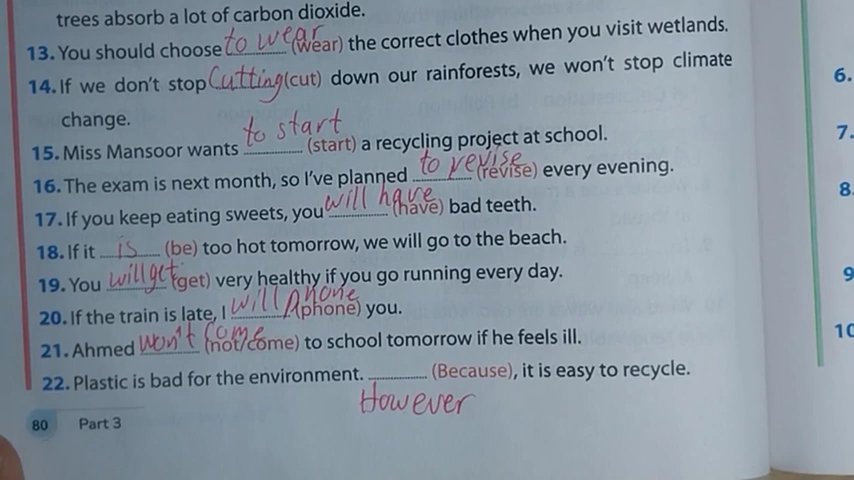 trees absorb a lot of carbon dioxide.
13. You should choose to wear (wear) the correct clothes when you visit wetlands.
14. If we don't stop Cutting (cut) down our rainforests, we won't stop climate
change.
15. Miss Mansoor wants to start (start) a recycling project at school.
16. The exam is next month, so I've planned to revise (revise) every evening.
17. If you keep eating sweets, you will have (have) bad teeth.
18. If it is (be) too hot tomorrow, we will go to the beach.
19. You will get (get) very healthy if you go running every day.
20. If the train is late, I will phone (phone) you.
21. Ahmed won't come (not/come) to school tomorrow if he feels ill.
22. Plastic is bad for the environment. ............ (Because), it is easy to recycle.
However
80 Part 3
6.
7.
8.
9
10